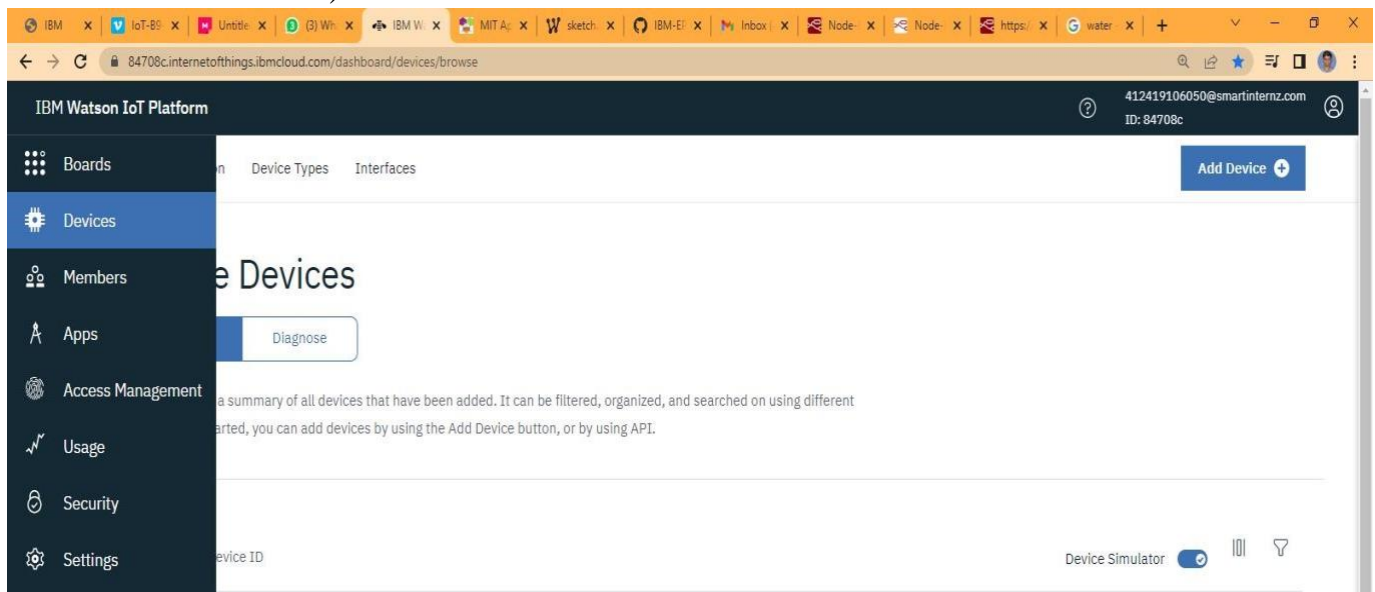 IBM
IoT-B9
Untitle
(3) Wh
IBM W
MIT Ap
sketch
IBM-EP
Inbox (
Node-
Node-
https:/
water -
84708c.internetofthings.ibmcloud.com/dashboard/devices/browse
IBM Watson IoT Platform
412419106050@smartinternz.com
ID: 84708c
Boards
n Device Types Interfaces
Add Device
Devices
Members
e Devices
Apps
Diagnose
Access Management
a summary of all devices that have been added. It can be filtered, organized, and searched on using different
arted, you can add devices by using the Add Device button, or by using API.
Usage
Security
Settings
evice ID
Device Simulator